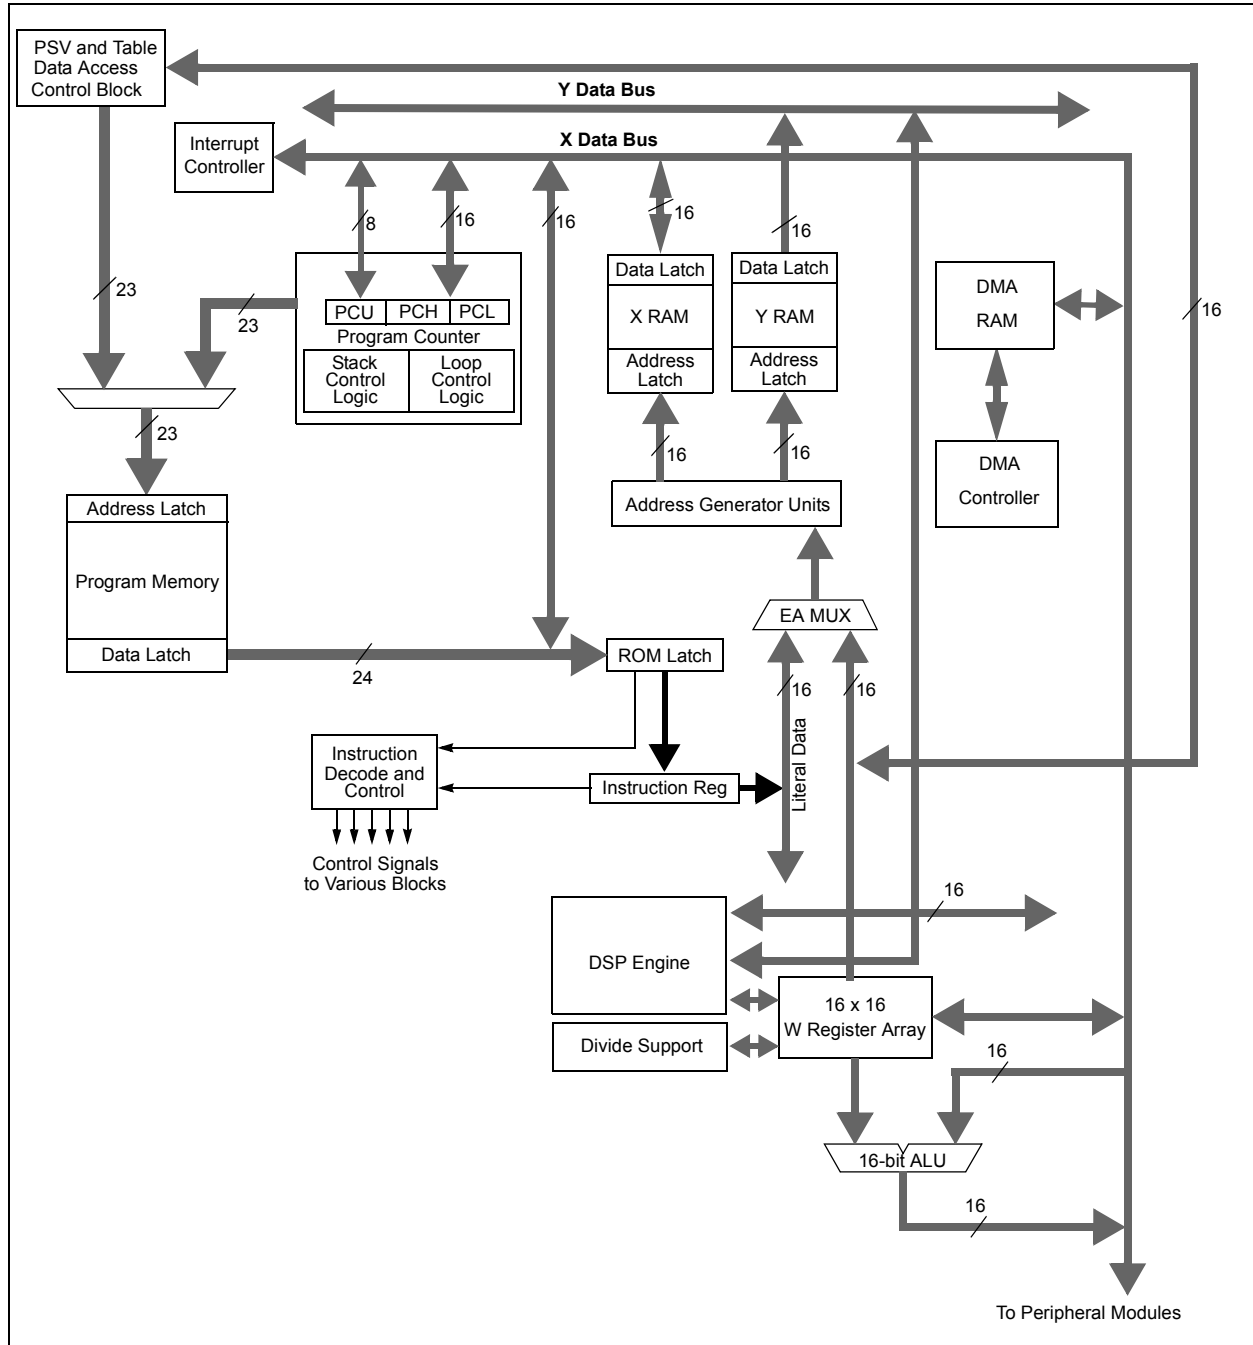 PSV and Table
Data Access
Control Block
Y Data Bus
Interrupt
Controller
X Data Bus
8
16
16
16
16
16
23
23
PCU
PCH
PCL
Program Counter
Stack
Control
Logic
Loop
Control
Logic
Data Latch
X RAM
Address
Latch
Data Latch
Y RAM
Address
Latch
DMA
RAM
23
16
16
DMA
Controller
Address Latch
Program Memory
Data Latch
24
Address Generator Units
EA MUX
ROM Latch
16
16
Literal Data
Instruction
Decode and
Control
Instruction Reg
Control Signals
to Various Blocks
16
DSP Engine
16 x 16
W Register Array
Divide Support
16
16-bit ALU
16
To Peripheral Modules